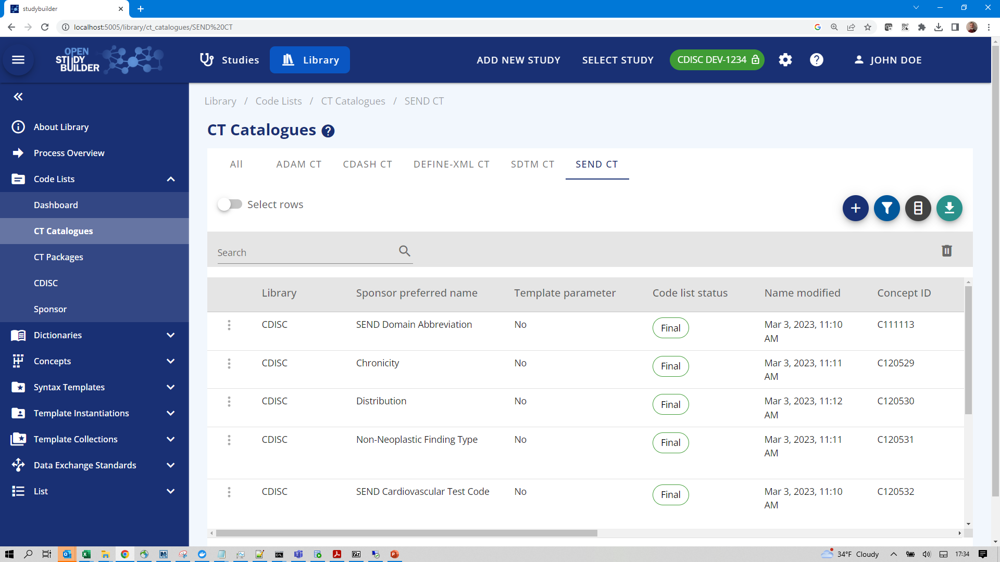 studybuilder
localhost:5005/library/ct_catalogues/SEND%20CT
OPEN
STUDY
BUILDER
Studies
Library
ADD NEW STUDY
SELECT STUDY
CDISC DEV-1234
JOHN DOE
About Library
Process Overview
Code Lists
Dashboard
CT Catalogues
CT Packages
CDISC
Sponsor
Dictionaries
Concepts
Syntax Templates
Template Instantiations
Template Collections
Data Exchange Standards
List
Library / Code Lists / CT Catalogues / SEND CT
CT Catalogues
All ADAM CT CDASH CT DEFINE-XML CT SDTM CT SEND CT
Select rows
Search
Library Sponsor preferred name Template parameter Code list status Name modified Concept ID
CDISC SEND Domain Abbreviation No Final Mar 3, 2023, 11:10 AM C111113
CDISC Chronicity No Final Mar 3, 2023, 11:11 AM C120529
CDISC Distribution No Final Mar 3, 2023, 11:12 AM C120530
CDISC Non-Neoplastic Finding Type No Final Mar 3, 2023, 11:11 AM C120531
CDISC SEND Cardiovascular Test Code No Final Mar 3, 2023, 11:10 AM C120532
34°F Cloudy
17:34